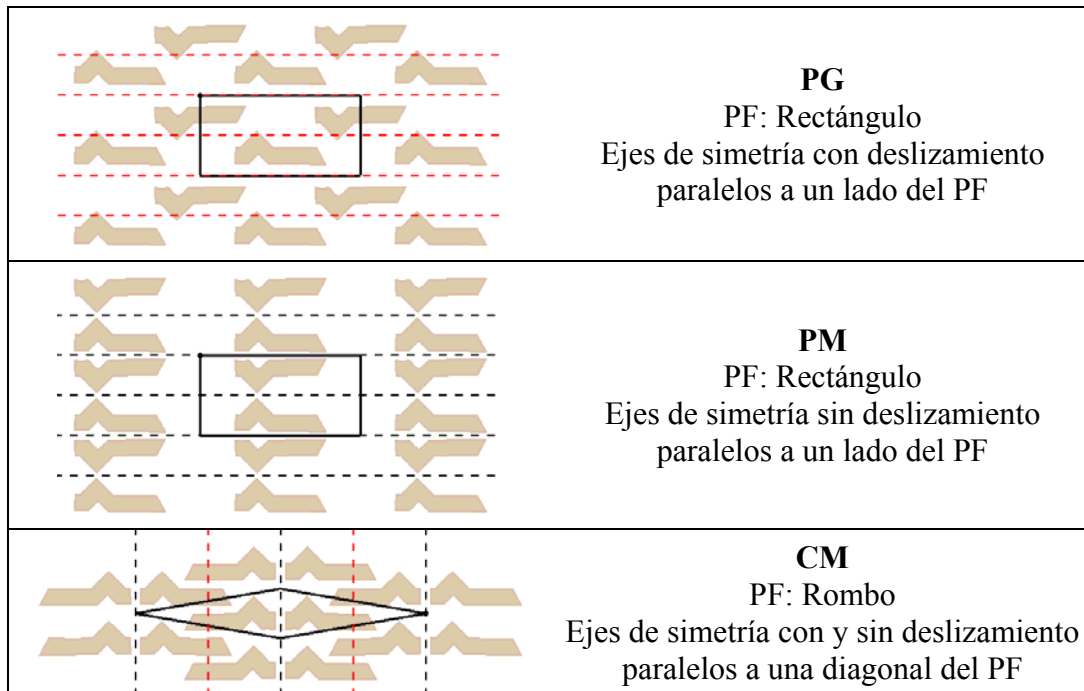 PG
PF: Rectángulo
Ejes de simetría con deslizamiento
paralelos a un lado del PF
PM
PF: Rectángulo
Ejes de simetría sin deslizamiento
paralelos a un lado del PF
CM
PF: Rombo
Ejes de simetría con y sin deslizamiento
paralelos a una diagonal del PF